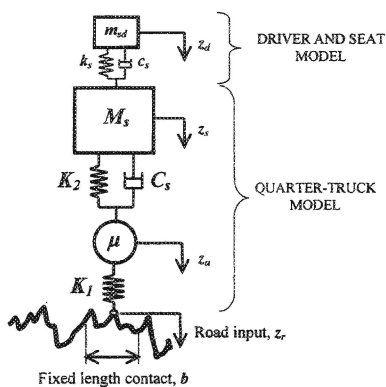 m_sd
k_s
c_s
z_d
DRIVER AND SEAT
MODEL
M_s
z_s
K_2
C_s
QUARTER-TRUCK
MODEL
μ
z_u
K_1
Road input, z_r
Fixed length contact, b